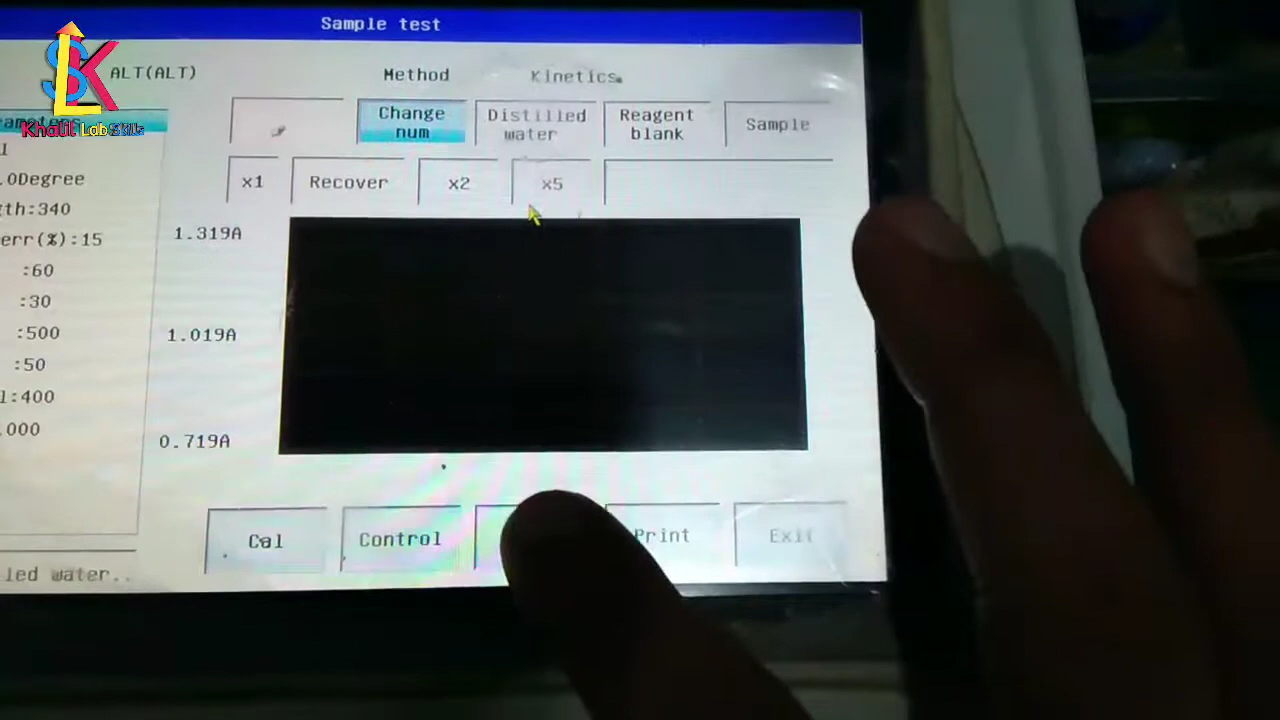 Sample test
SLK
Khalil Lab Skills
ALT(ALT)
Method
Kinetics
Change
num
Distilled
water
Reagent
blank
Sample
x1
Recover
x2
x5
.0Degree
gth:340
err(%):15
:60
:30
:500
:50
l:400
.000
1.319A
1.019A
0.719A
Cal
Control
Print
Exit
led water..